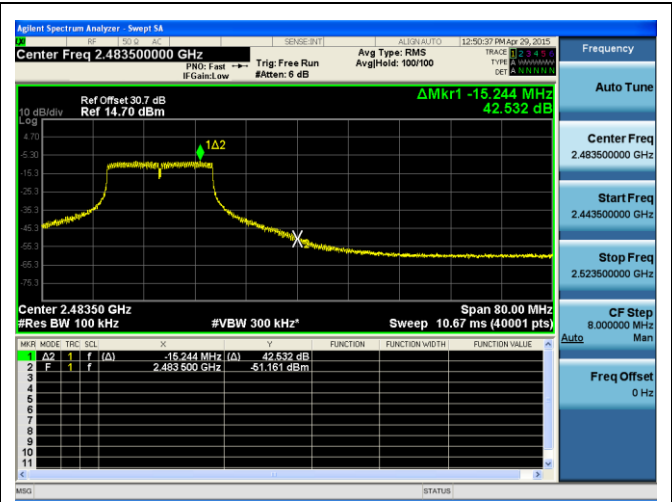 Agilent Spectrum Analyzer - Swept SA
RF 50 Ω AC SENSE:INT ALIGN AUTO 12:50:37 PM Apr 29, 2015
Center Freq 2.483500000 GHz
PNO: Fast
IFGain:Low
Trig: Free Run
#Atten: 6 dB
Avg Type: RMS
Avg|Hold: 100/100
TRACE 1 2 3 4 5 6
TYPE A
DET A N N N N N
Ref Offset 30.7 dB
10 dB/div Ref 14.70 dBm
Log
ΔMkr1 -15.244 MHz
42.532 dB
4.70
-5.30
-15.3
-25.3
-35.3
-45.3
-55.3
-65.3
-75.3
1Δ2
2
Center 2.48350 GHz Span 80.00 MHz
#Res BW 100 kHz #VBW 300 kHz* Sweep 10.67 ms (40001 pts)
MKR MODE TRC SCL X Y FUNCTION FUNCTION WIDTH FUNCTION VALUE
1 Δ2 1 f (Δ) -15.244 MHz (Δ) 42.532 dB
2 F 1 f 2.483 500 GHz -51.161 dBm
3
4
5
6
7
8
9
10
11
MSG STATUS
Frequency
Auto Tune
Center Freq
2.483500000 GHz
Start Freq
2.443500000 GHz
Stop Freq
2.523500000 GHz
CF Step
8.000000 MHz
Auto Man
Freq Offset
0 Hz